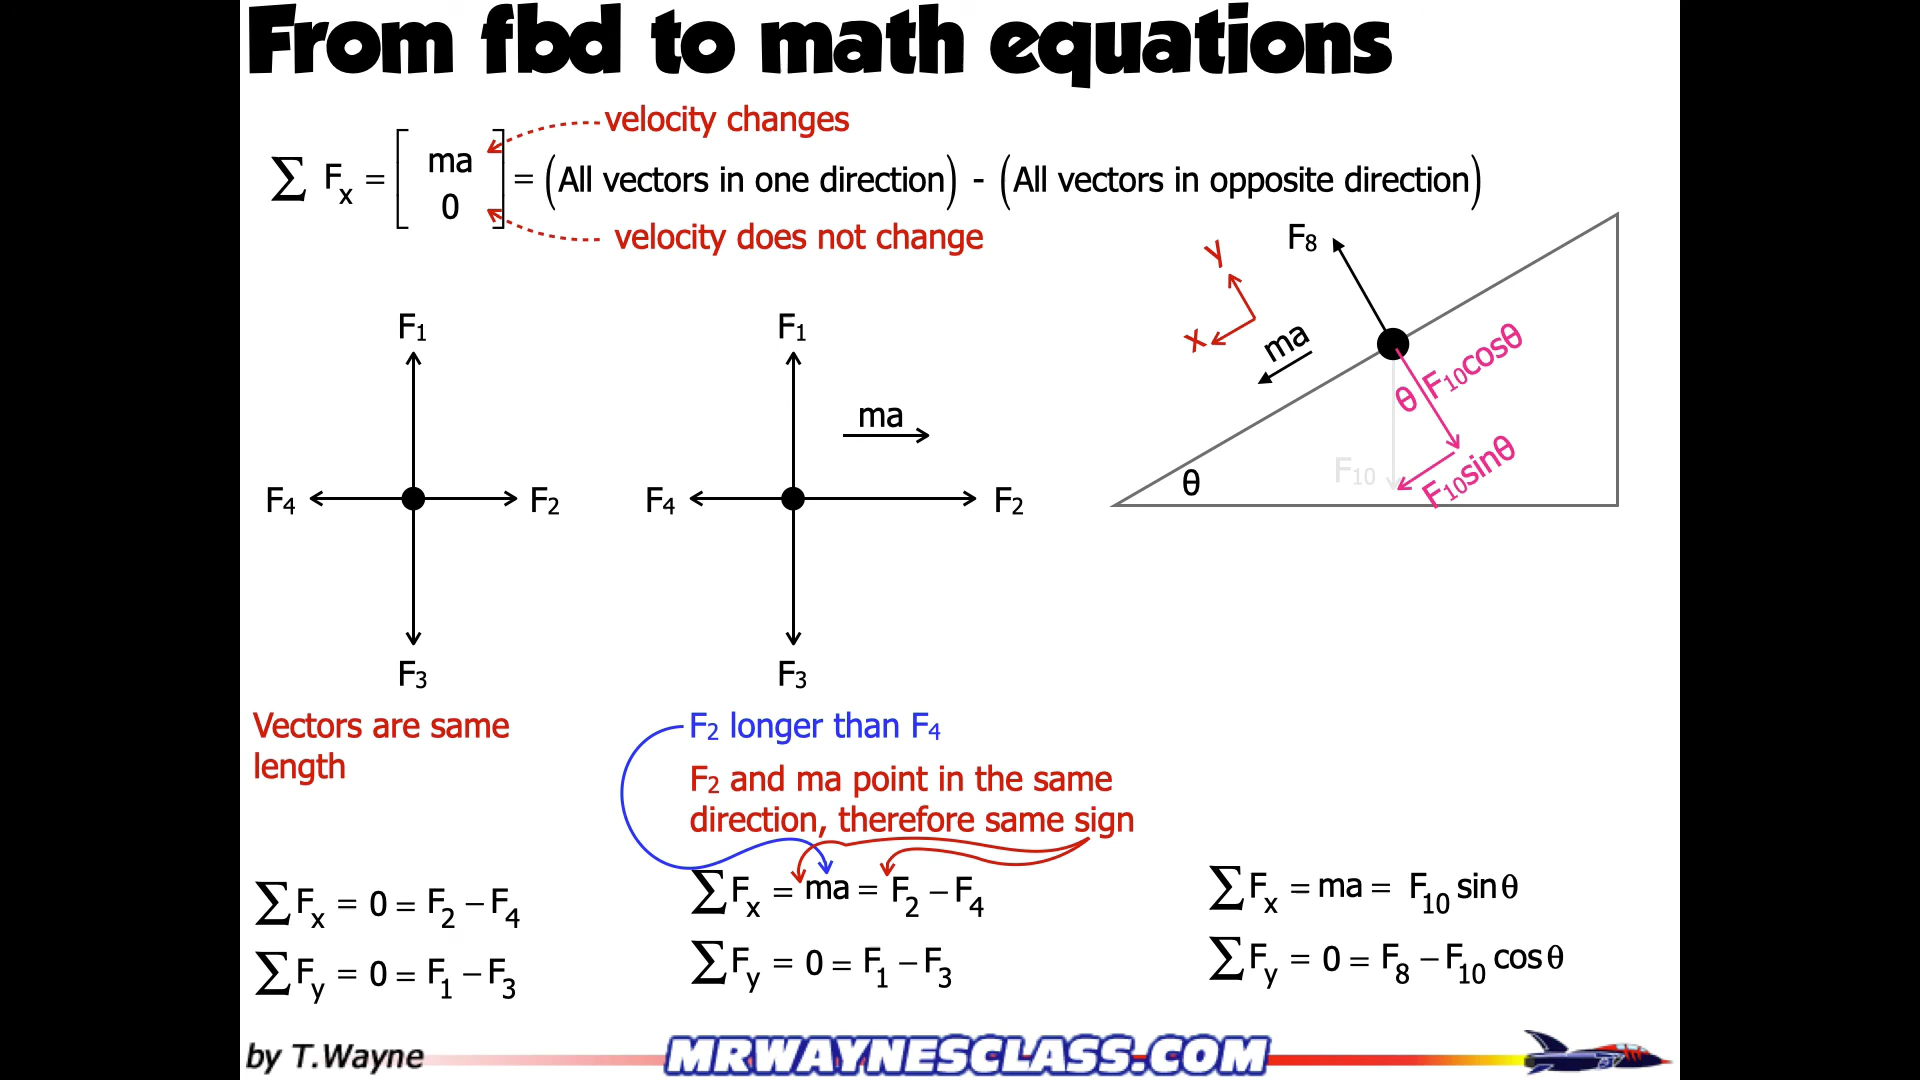 From fbd to math equations
velocity changes
∑ Fx = [ ma 0 ] = (All vectors in one direction) - (All vectors in opposite direction)
velocity does not change
F8
y
x
ma
θ F10cosθ
F10
F10sinθ
θ
F1
F4
F2
F3
F1
ma
F4
F2
F3
Vectors are same
length
F2 longer than F4
F2 and ma point in the same
direction, therefore same sign
∑Fx = 0 = F2 – F4
∑Fy = 0 = F1 – F3
∑Fx = ma = F2 – F4
∑Fy = 0 = F1 – F3
∑Fx = ma = F10 sinθ
∑Fy = 0 = F8 – F10 cosθ
by T.Wayne
MRWAYNESCLASS.COM